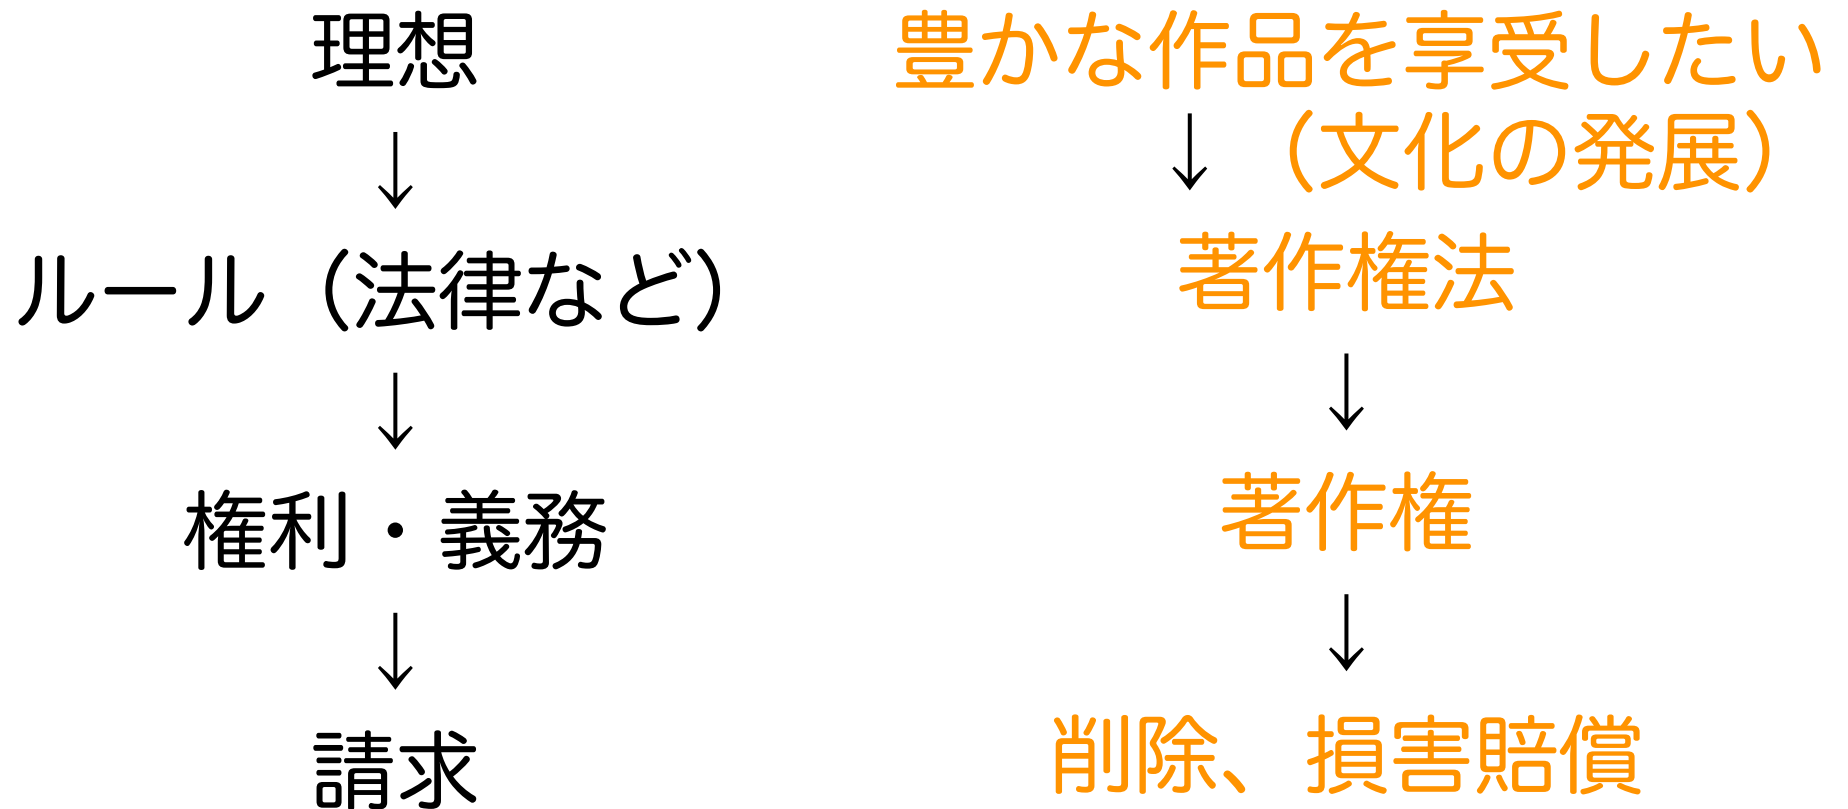 理想
↓
ルール（法律など）
↓
権利・義務
↓
請求
豊かな作品を享受したい
↓（文化の発展）
著作権法
↓
著作権
↓
削除、損害賠償